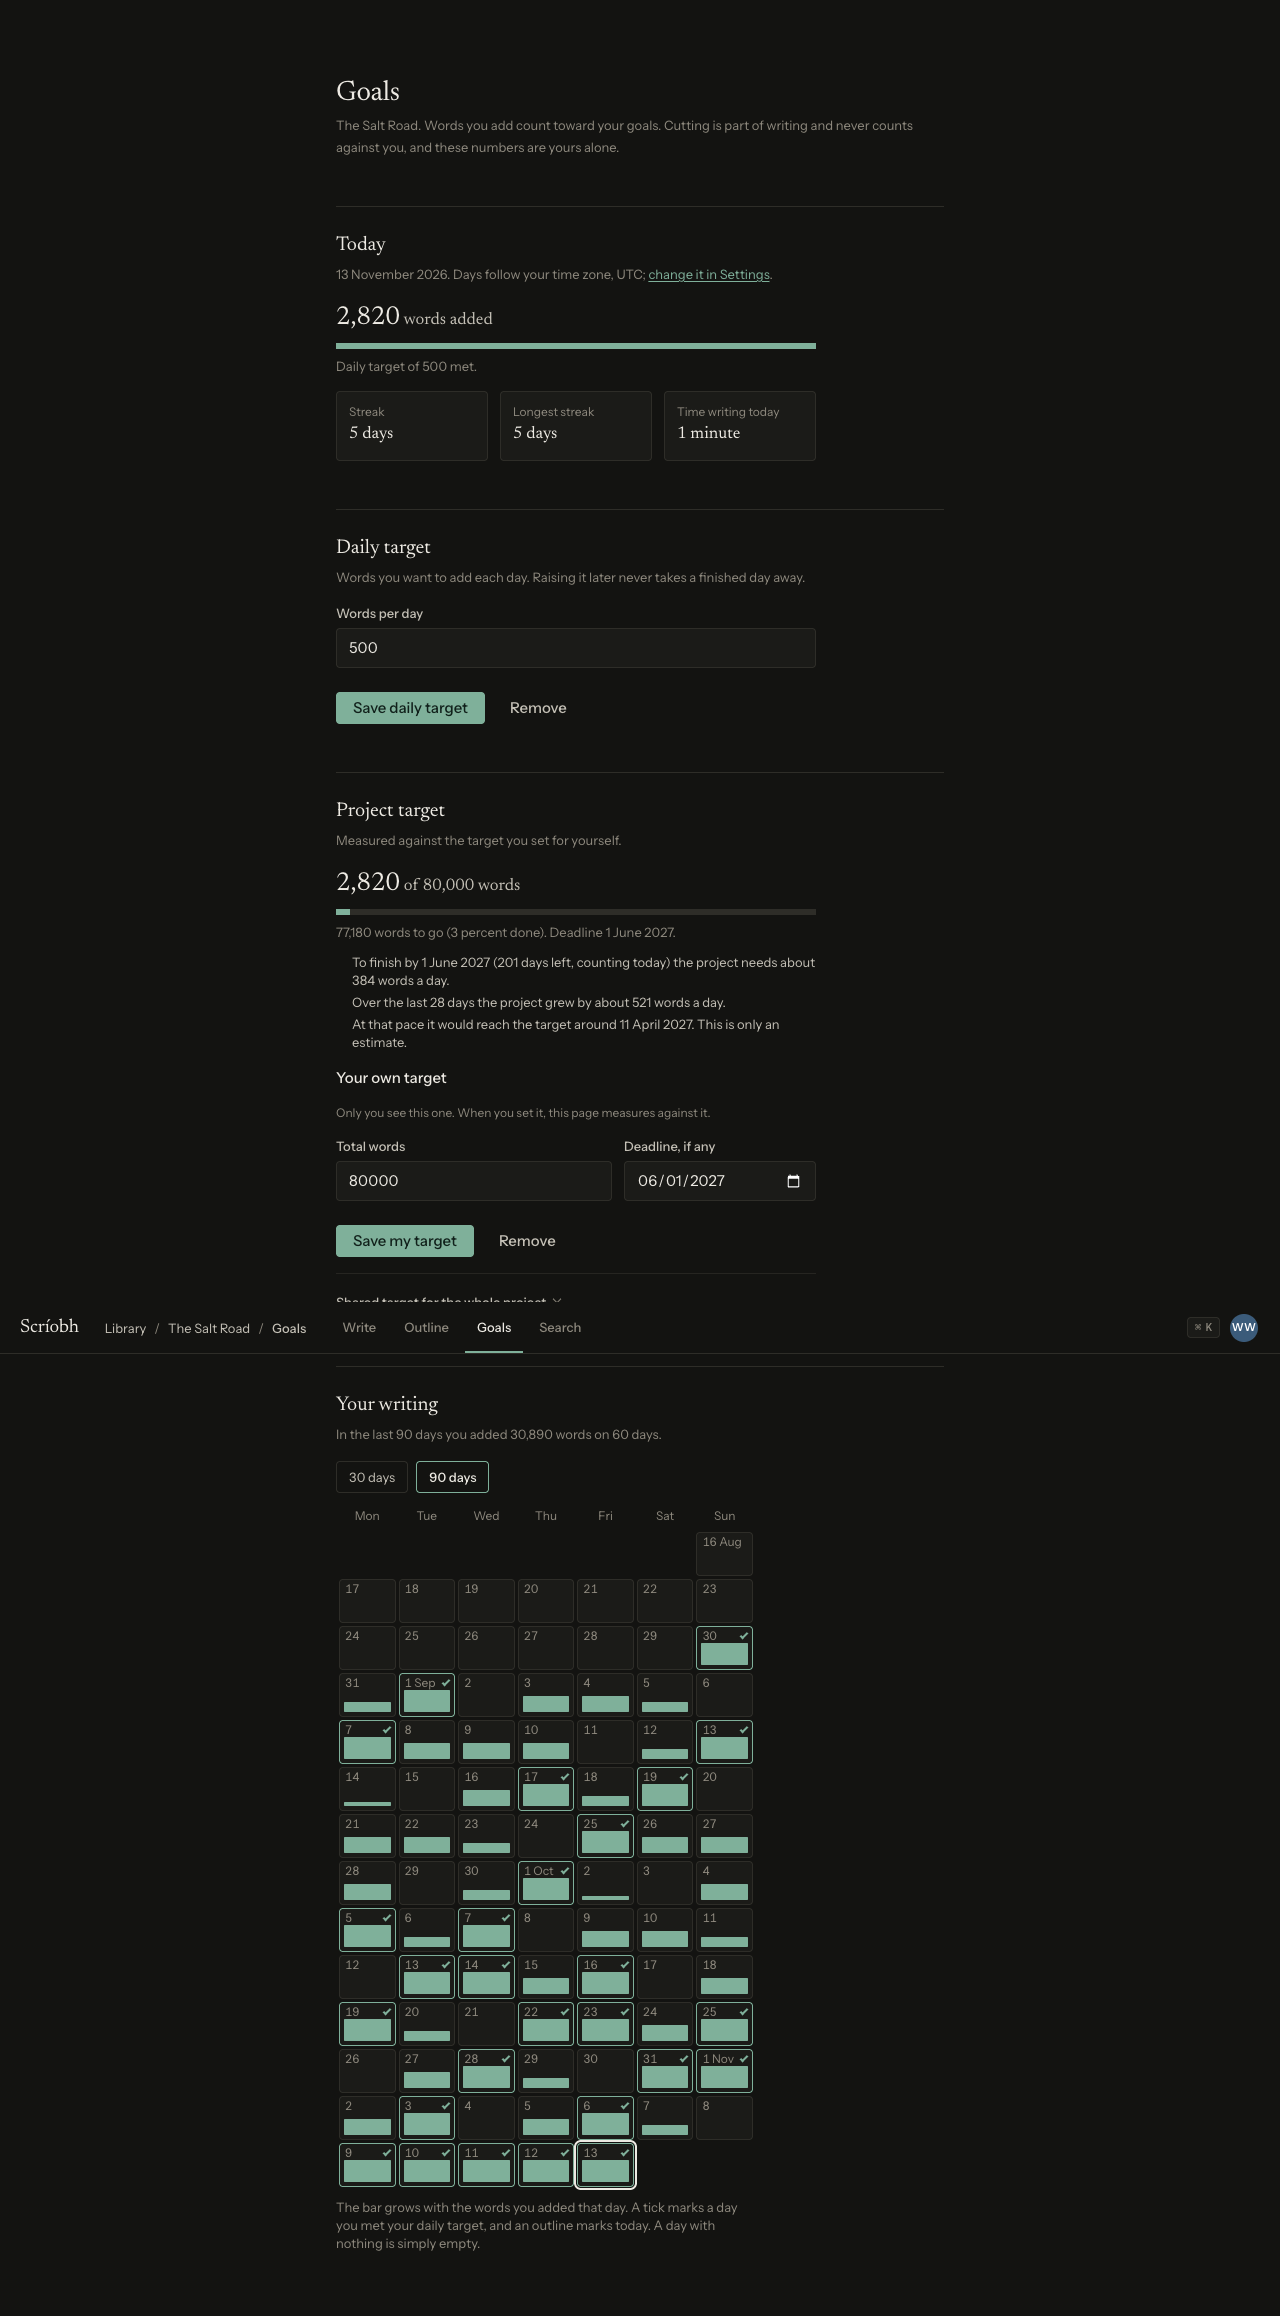 Goals
The Salt Road. Words you add count toward your goals. Cutting is part of writing and never counts
against you, and these numbers are yours alone.
Today
13 November 2026. Days follow your time zone, UTC; change it in Settings.
2,820 words added
Daily target of 500 met.
Streak Longest streak Time writing today
5 days 5 days 1 minute
Daily target
Words you want to add each day. Raising it later never takes a finished day away.
Words per day
500
Save daily target Remove
Project target
Measured against the target you set for yourself.
2,820 of 80,000 words
77,180 words to go (3 percent done). Deadline 1 June 2027.
To finish by 1 June 2027 (201 days left, counting today) the project needs about
384 words a day.
Over the last 28 days the project grew by about 521 words a day.
At that pace it would reach the target around 11 April 2027. This is only an
estimate.
Your own target
Only you see this one. When you set it, this page measures against it.
Total words Deadline, if any
80000 06/01/2027
Save my target Remove
Shared target for the whole project
Scríobh Library / The Salt Road / Goals Write Outline Goals Search ⌘ K WW
Your writing
In the last 90 days you added 30,890 words on 60 days.
30 days 90 days
Mon Tue Wed Thu Fri Sat Sun
16 Aug
17 18 19 20 21 22 23
24 25 26 27 28 29 30
31 1 Sep 2 3 4 5 6
7 8 9 10 11 12 13
14 15 16 17 18 19 20
21 22 23 24 25 26 27
28 29 30 1 Oct 2 3 4
5 6 7 8 9 10 11
12 13 14 15 16 17 18
19 20 21 22 23 24 25
26 27 28 29 30 31 1 Nov
2 3 4 5 6 7 8
9 10 11 12 13
The bar grows with the words you added that day. A tick marks a day
you met your daily target, and an outline marks today. A day with
nothing is simply empty.